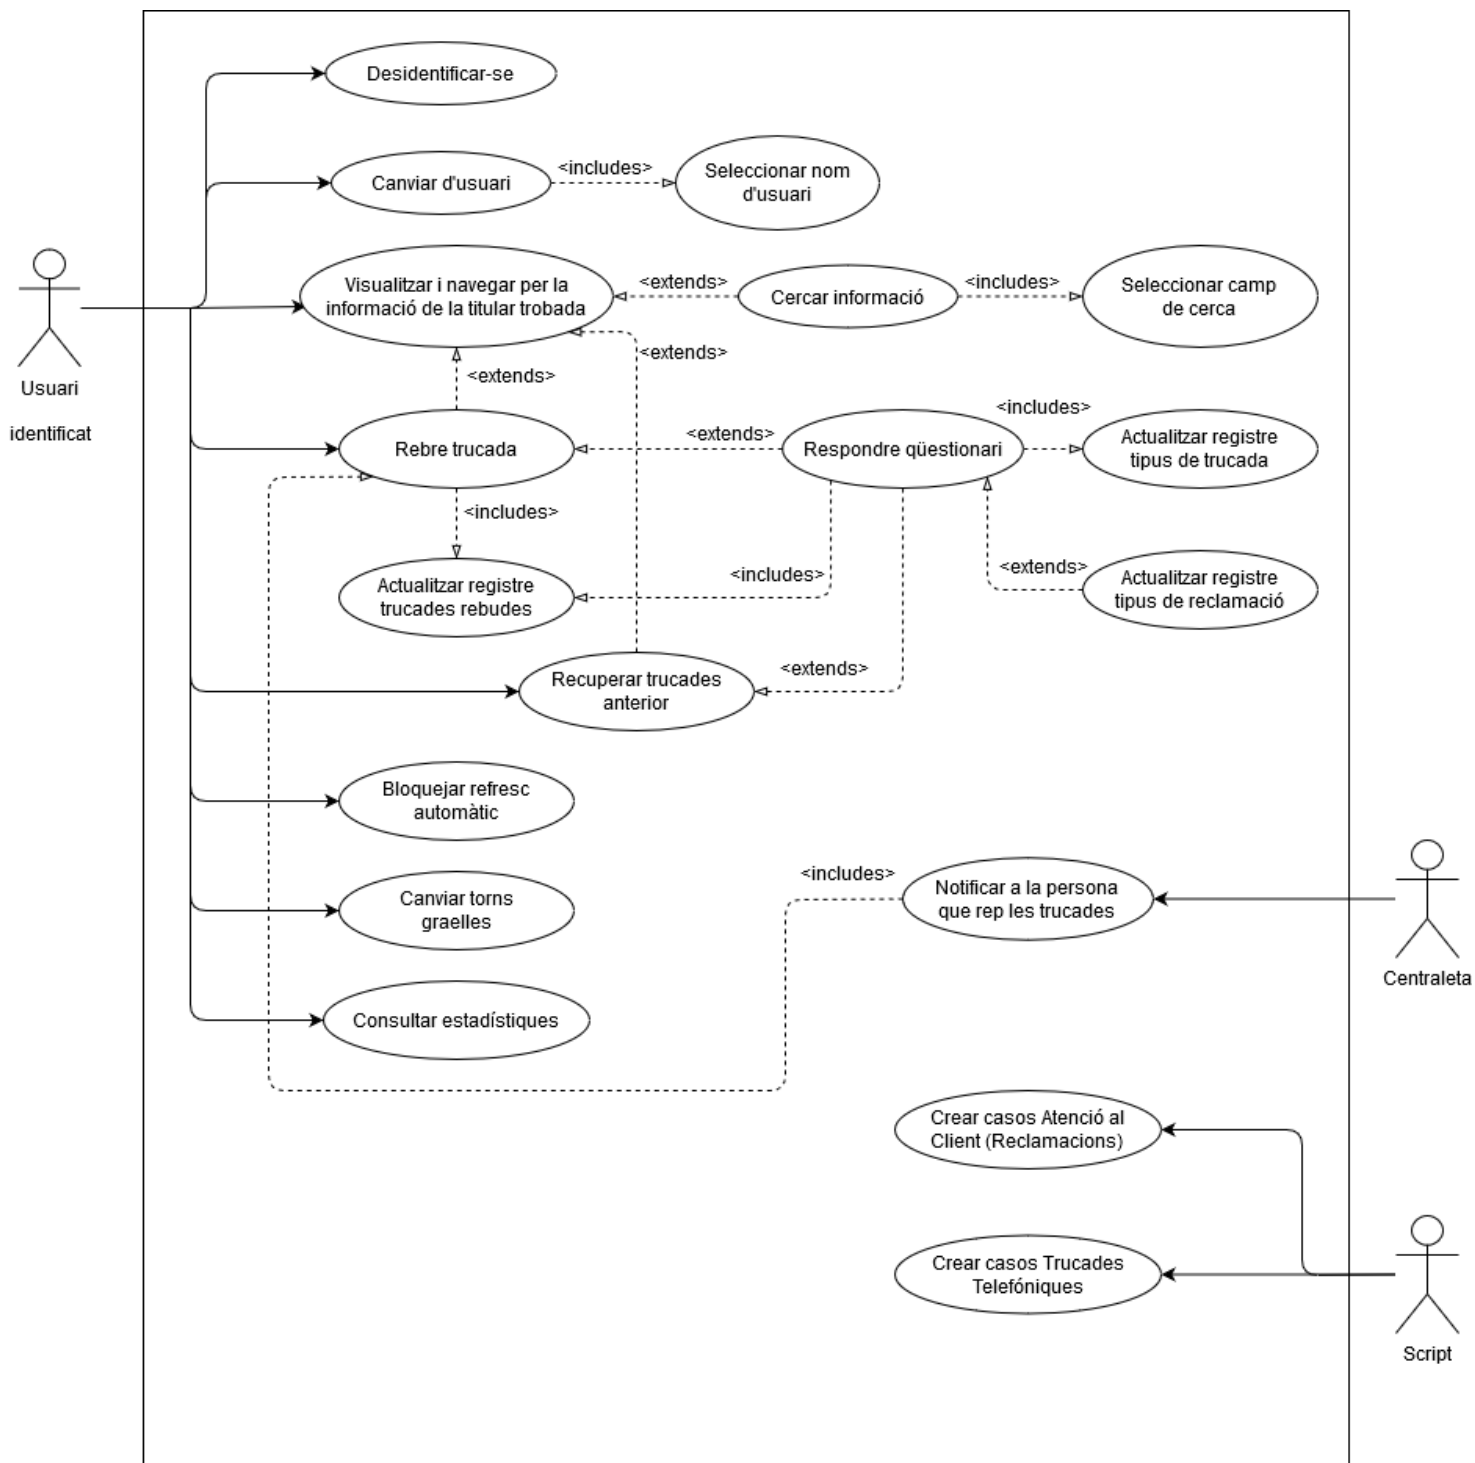 Desidentificar-se
Canviar d'usuari
<includes>
Seleccionar nom
d'usuari
Visualitzar i navegar per la
informació de la titular trobada
<extends>
Cercar informació
<includes>
Seleccionar camp
de cerca
<extends>
<extends>
Usuari
identificat
Rebre trucada
<extends>
Respondre qüestionari
<includes>
Actualitzar registre
tipus de trucada
<includes>
Actualitzar registre
trucades rebudes
<includes>
<extends>
Actualitzar registre
tipus de reclamació
Recuperar trucades
anterior
<extends>
Bloquejar refresc
automàtic
Canviar torns
graelles
<includes>
Notificar a la persona
que rep les trucades
Centraleta
Consultar estadístiques
Crear casos Atenció al
Client (Reclamacions)
Crear casos Trucades
Telefóniques
Script